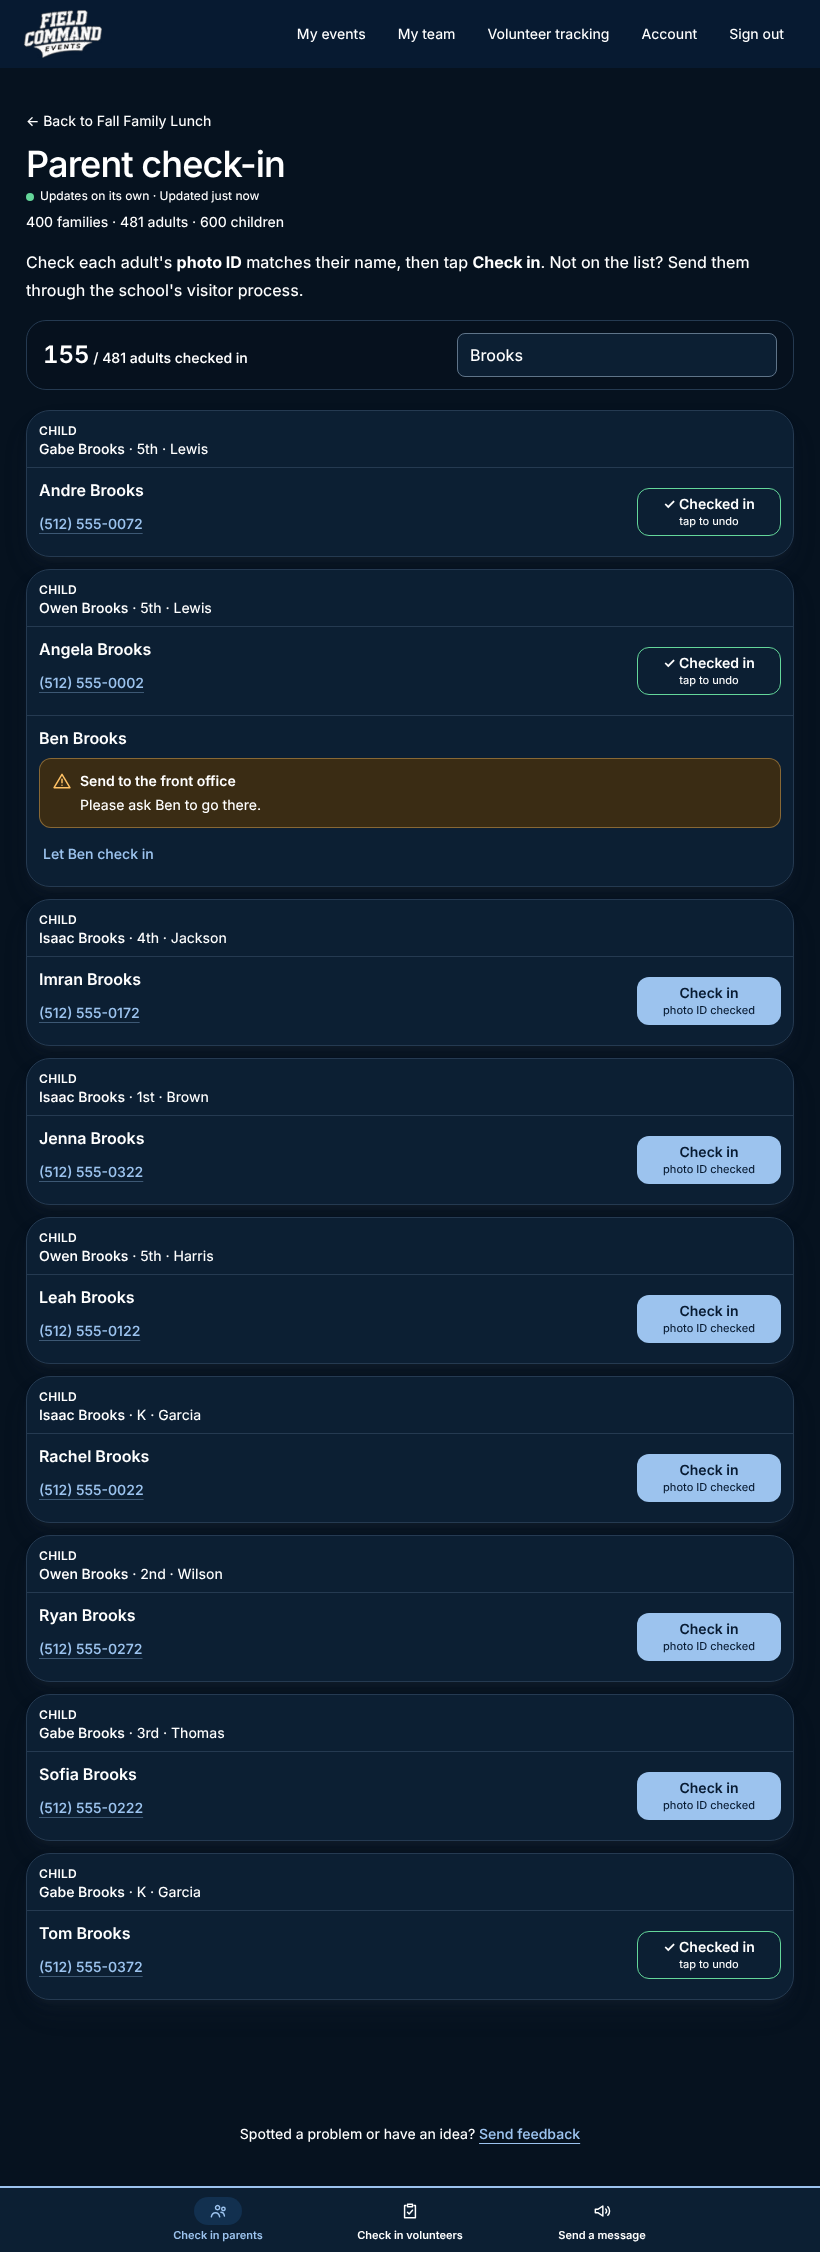 FIELD
COMMAND
EVENTS
My events
My team
Volunteer tracking
Account
Sign out
← Back to Fall Family Lunch
Parent check-in
Updates on its own · Updated just now
400 families · 481 adults · 600 children
Check each adult's photo ID matches their name, then tap Check in. Not on the list? Send them
through the school's visitor process.
155 / 481 adults checked in
Brooks
CHILD
Gabe Brooks · 5th · Lewis
Andre Brooks
(512) 555-0072
✓ Checked in
tap to undo
CHILD
Owen Brooks · 5th · Lewis
Angela Brooks
(512) 555-0002
✓ Checked in
tap to undo
Ben Brooks
Send to the front office
Please ask Ben to go there.
Let Ben check in
CHILD
Isaac Brooks · 4th · Jackson
Imran Brooks
(512) 555-0172
Check in
photo ID checked
CHILD
Isaac Brooks · 1st · Brown
Jenna Brooks
(512) 555-0322
Check in
photo ID checked
CHILD
Owen Brooks · 5th · Harris
Leah Brooks
(512) 555-0122
Check in
photo ID checked
CHILD
Isaac Brooks · K · Garcia
Rachel Brooks
(512) 555-0022
Check in
photo ID checked
CHILD
Owen Brooks · 2nd · Wilson
Ryan Brooks
(512) 555-0272
Check in
photo ID checked
CHILD
Gabe Brooks · 3rd · Thomas
Sofia Brooks
(512) 555-0222
Check in
photo ID checked
CHILD
Gabe Brooks · K · Garcia
Tom Brooks
(512) 555-0372
✓ Checked in
tap to undo
Spotted a problem or have an idea? Send feedback
Check in parents
Check in volunteers
Send a message